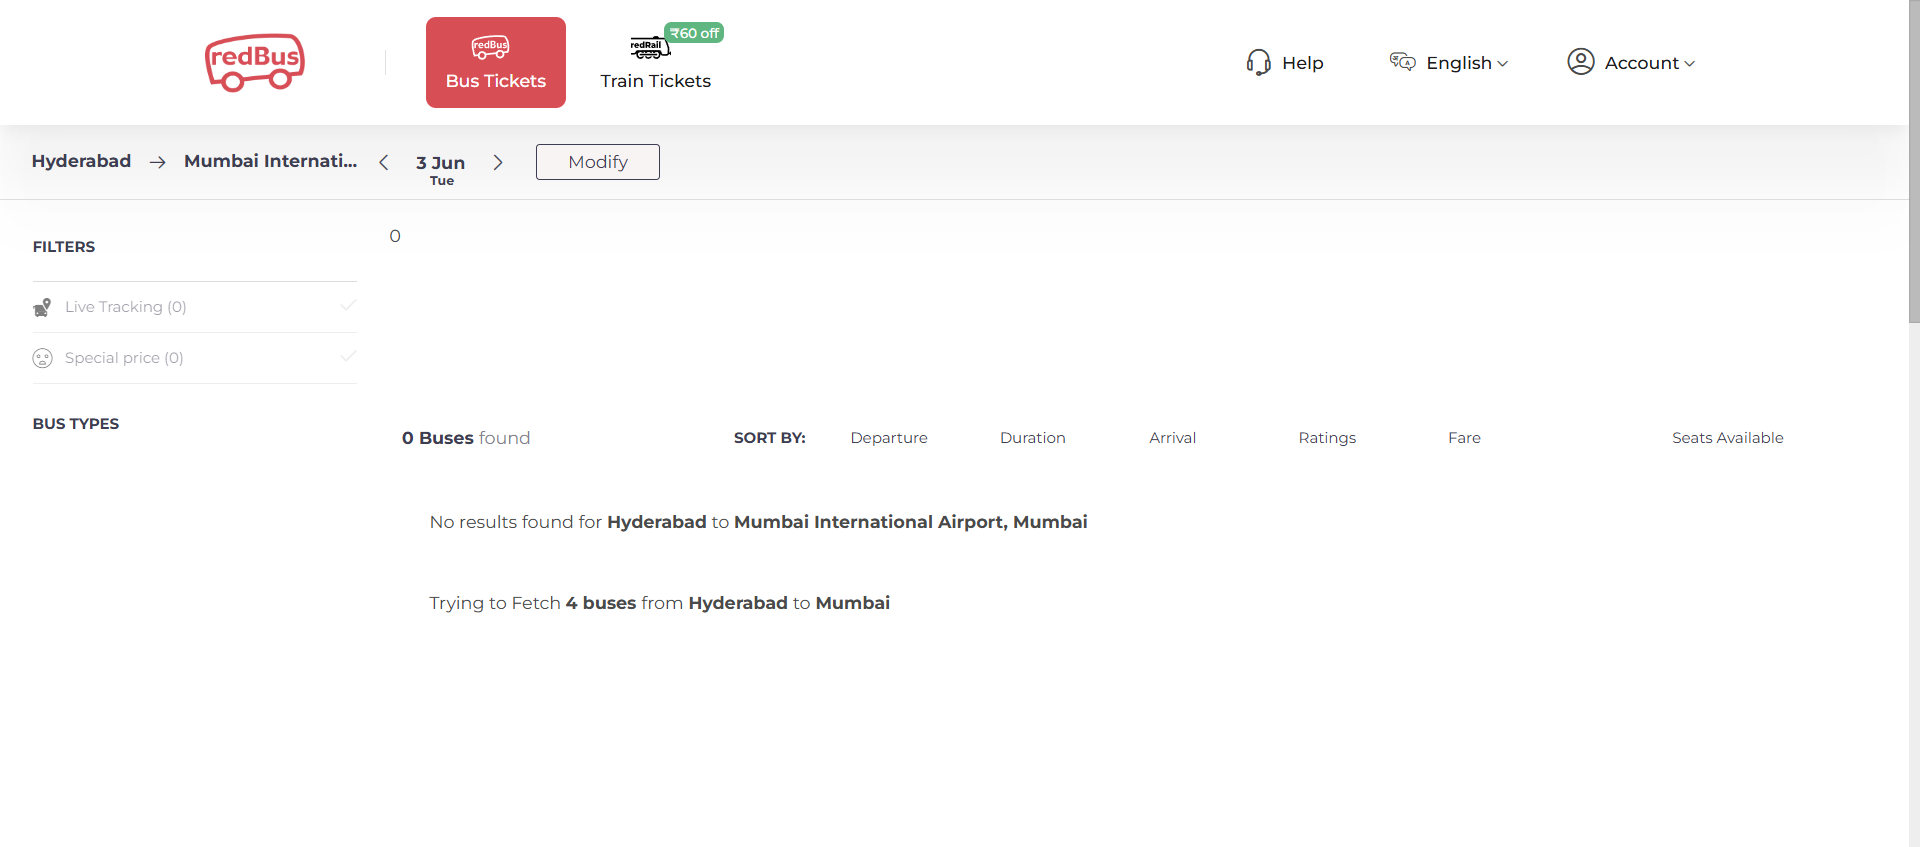 redBus
redBus
Bus Tickets
redRail
₹60 off
Train Tickets
Help
A
English
Account
Hyderabad
Mumbai Internati...
3 Jun
Tue
Modify
FILTERS
0
Live Tracking (0)
Special price (0)
BUS TYPES
0 Buses found
SORT BY:
Departure
Duration
Arrival
Ratings
Fare
Seats Available
No results found for Hyderabad to Mumbai International Airport, Mumbai
Trying to Fetch 4 buses from Hyderabad to Mumbai